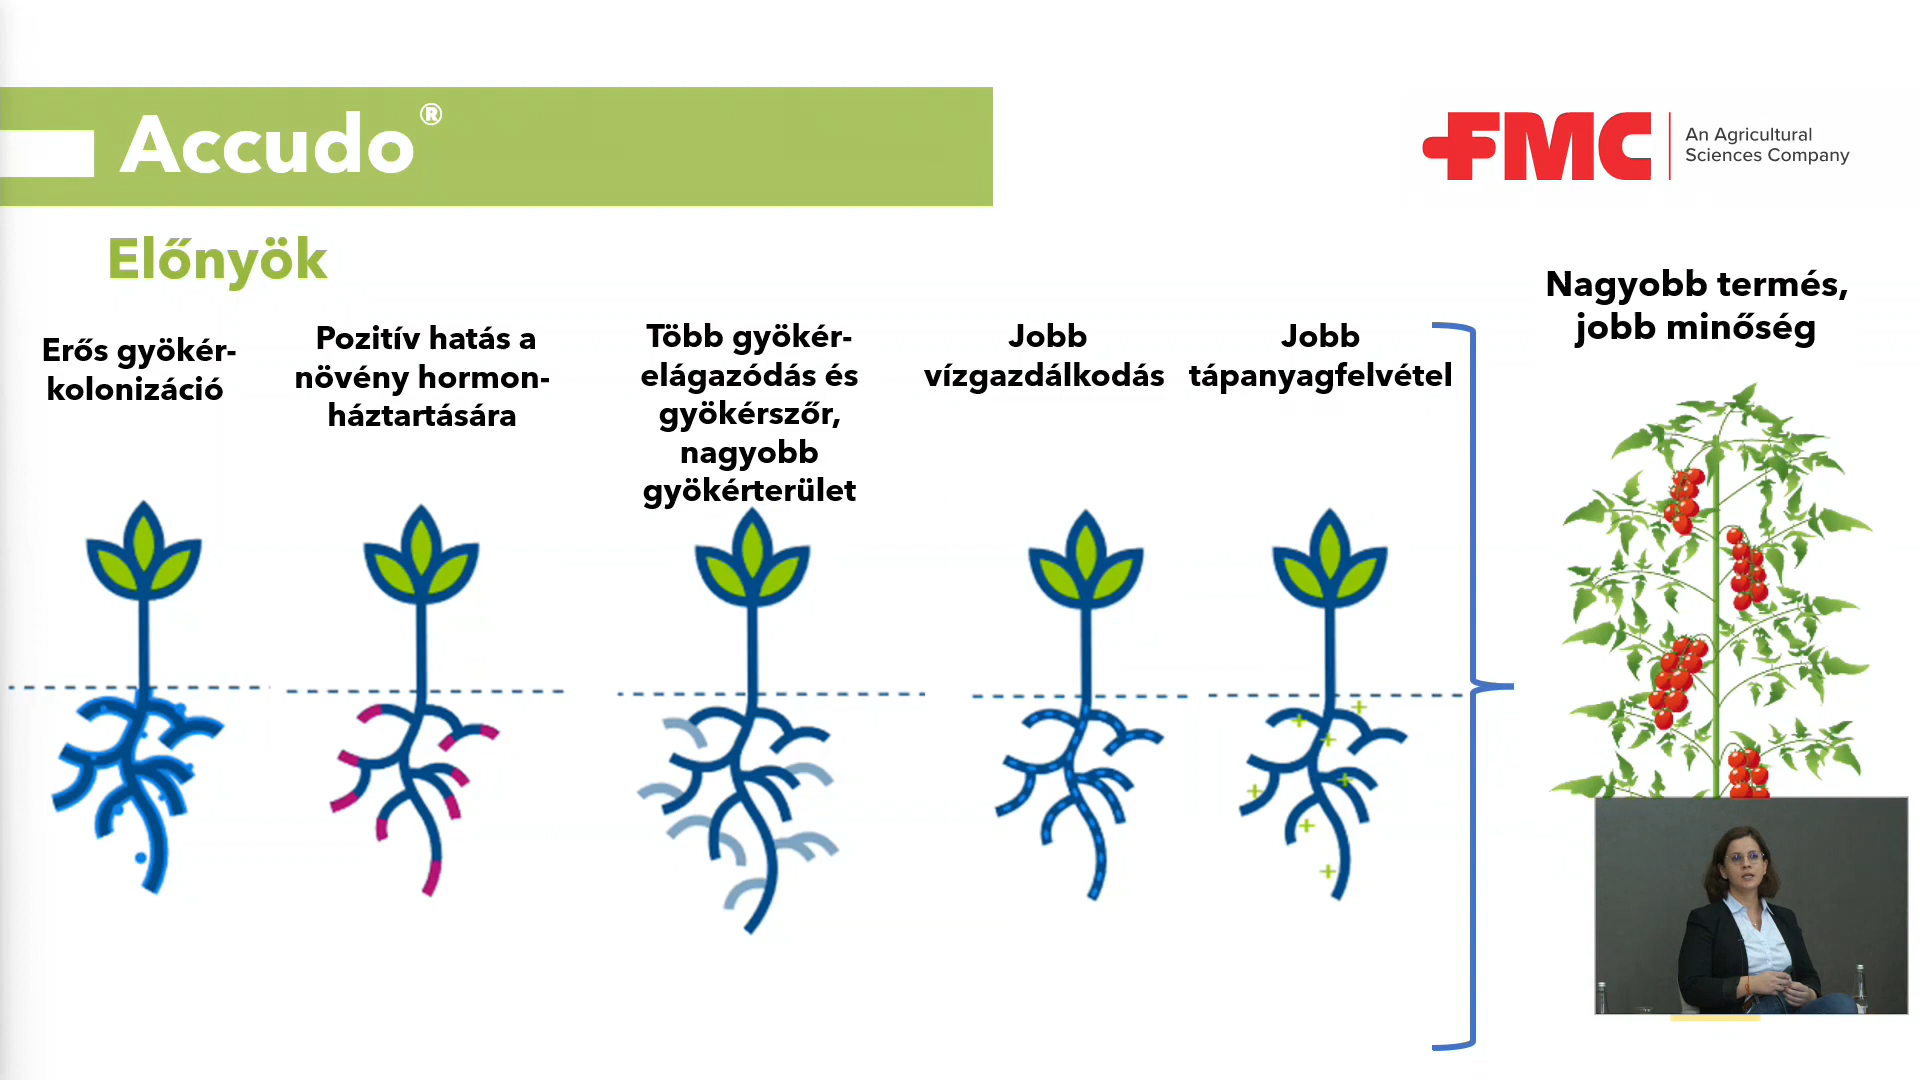 Accudo®
FMC
An Agricultural
Sciences Company
Előnyök
Erős gyökér-
kolonizáció
Pozitív hatás a
növény hormon-
háztartására
Több gyökér-
elágazódás és
gyökérszőr,
nagyobb
gyökérterület
Jobb
vízgazdálkodás
Jobb
tápanyagfelvétel
Nagyobb termés,
jobb minőség